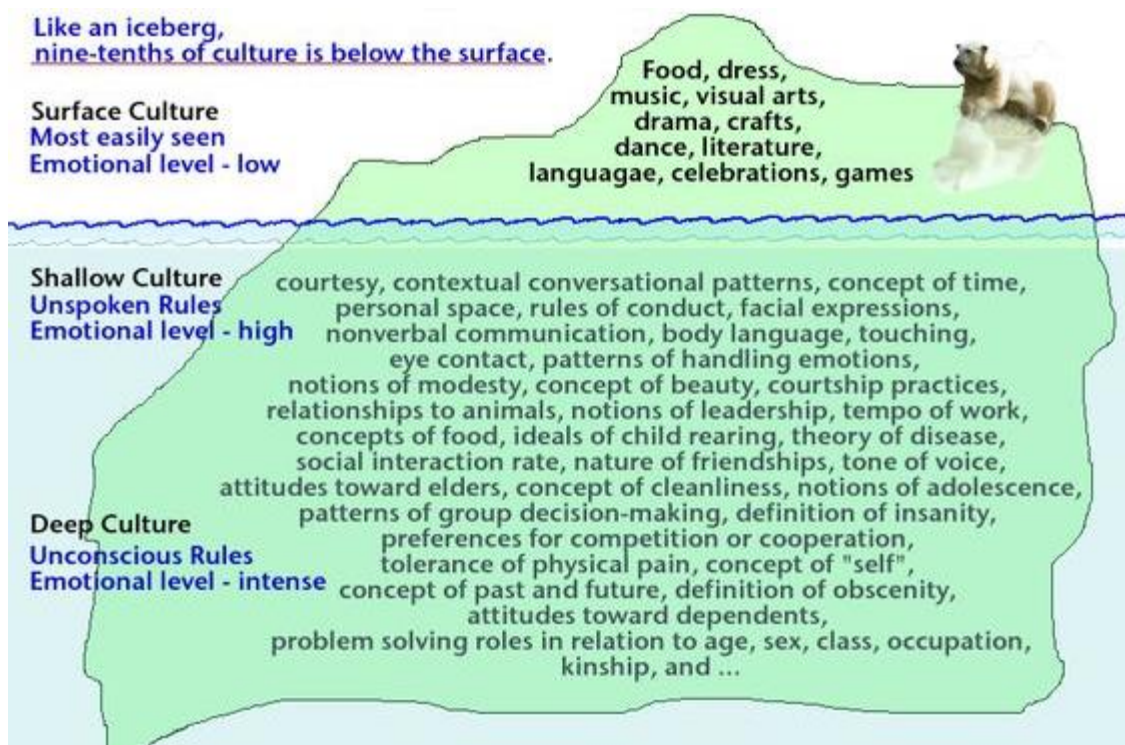 Like an iceberg,
nine-tenths of culture is below the surface.
Surface Culture
Most easily seen
Emotional level - low
Food, dress,
music, visual arts,
drama, crafts,
dance, literature,
languagae, celebrations, games
Shallow Culture
Unspoken Rules
Emotional level - high
courtesy, contextual conversational patterns, concept of time,
personal space, rules of conduct, facial expressions,
nonverbal communication, body language, touching,
eye contact, patterns of handling emotions,
notions of modesty, concept of beauty, courtship practices,
relationships to animals, notions of leadership, tempo of work,
concepts of food, ideals of child rearing, theory of disease,
social interaction rate, nature of friendships, tone of voice,
attitudes toward elders, concept of cleanliness, notions of adolescence,
patterns of group decision-making, definition of insanity,
preferences for competition or cooperation,
tolerance of physical pain, concept of "self",
concept of past and future, definition of obscenity,
attitudes toward dependents,
problem solving roles in relation to age, sex, class, occupation,
kinship, and ...
Deep Culture
Unconscious Rules
Emotional level - intense